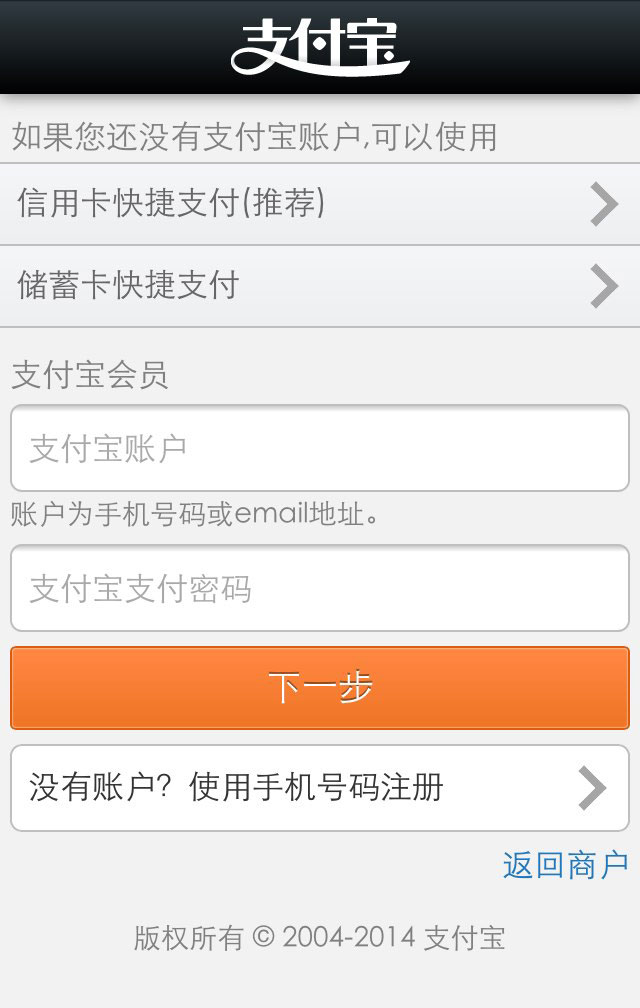 支付宝
如果您还没有支付宝账户,可以使用
信用卡快捷支付(推荐)
储蓄卡快捷支付
支付宝会员
支付宝账户
账户为手机号码或email地址。
支付宝支付密码
下一步
没有账户? 使用手机号码注册
返回商户
版权所有 © 2004-2014 支付宝